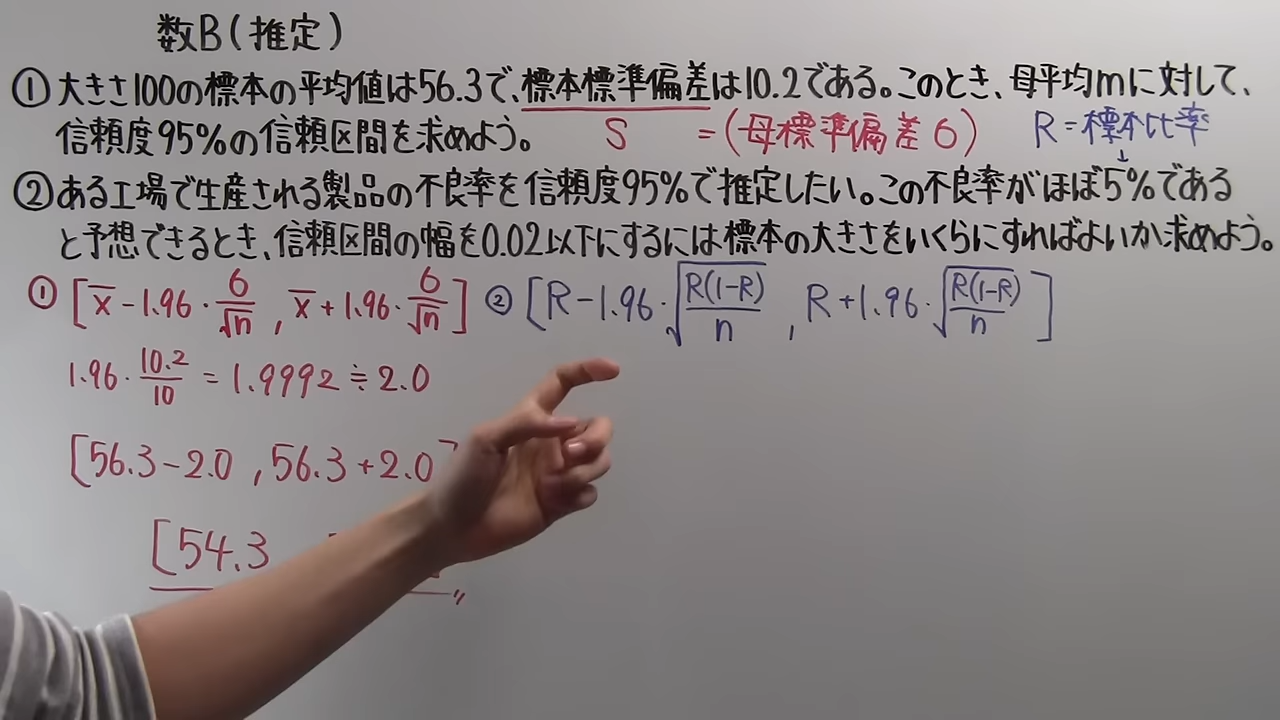 数B(推定)
①大きさ100の標本の平均値は56.3で、標本標準偏差は10.2である。このとき、母平均mに対して、
信頼度95%の信頼区間を求めよう。 S =(母標準偏差σ) R=標本比率
②ある工場で生産される製品の不良率を信頼度95%で推定したい。この不良率がほぼ5%である
と予想できるとき、信頼区間の幅を0.02以下にするには標本の大きさをいくらにすればよいか求めよう。
① [x̄-1.96・σ/√n , x̄+1.96・σ/√n] ② [R-1.96・√(R(1-R)/n) , R+1.96・√(R(1-R)/n)]
1.96・10.2/10 = 1.9992≒2.0
[56.3-2.0 , 56.3+2.0]
[54.3